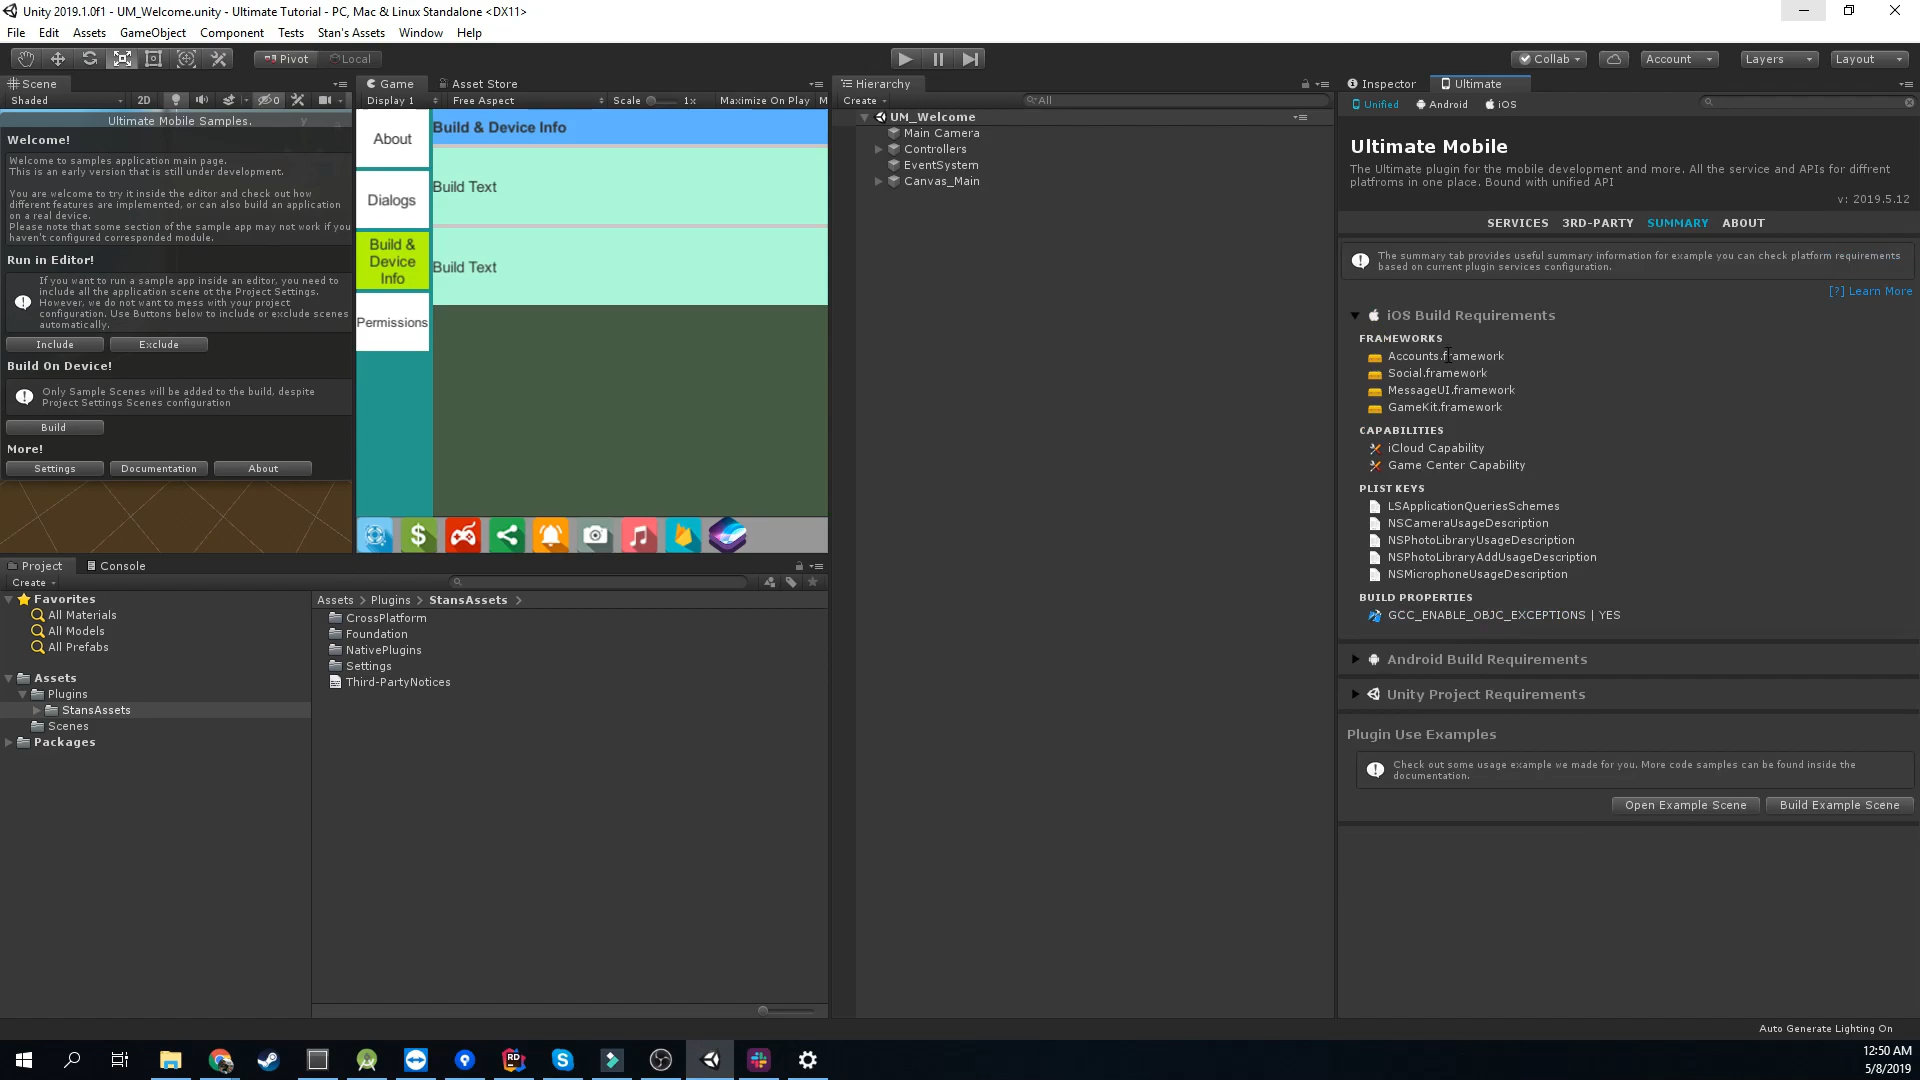 Unity 2019.1.0f1 - UM_Welcome.unity - Ultimate Tutorial - PC, Mac & Linux Standalone <DX11>
File Edit Assets GameObject Component Tests Stan's Assets Window Help
Pivot Local
Collab Account Layers Layout
Scene
Shaded 2D 0
Ultimate Mobile Samples.
y
Welcome!
Welcome to samples application main page.
This is an early version that is still under development.
You are welcome to try it inside the editor and check out how
different features are implemented, or can also build an application
on a real device.
Please note that some section of the sample app may not work if you
haven't configured corresponded module.
Run in Editor!
If you want to run a sample app inside an editor, you need to
include all the application scene ot the Project Settings.
However, we do not want to mess with your project
configuration. Use Buttons below to include or exclude scenes
automatically.
Include Exclude
Build On Device!
Only Sample Scenes will be added to the build, despite
Project Settings Scenes configuration
Build
More!
Settings Documentation About
Game Asset Store
Display 1 Free Aspect Scale 1x Maximize On Play M
About
Dialogs
Build &
Device
Info
Permissions
Build & Device Info
Build Text
Build Text
Hierarchy
Create All
UM_Welcome
Main Camera
Controllers
EventSystem
Canvas_Main
Inspector Ultimate
Unified Android iOS
Ultimate Mobile
The Ultimate plugin for the mobile development and more. All the service and APIs for different
platfroms in one place. Bound with unified API
v: 2019.5.12
SERVICES 3RD-PARTY SUMMARY ABOUT
The summary tab provides useful summary information for example you can check platform requirements
based on current plugin services configuration.
[?] Learn More
iOS Build Requirements
FRAMEWORKS
Accounts.framework
Social.framework
MessageUI.framework
GameKit.framework
CAPABILITIES
iCloud Capability
Game Center Capability
PLIST KEYS
LSApplicationQueriesSchemes
NSCameraUsageDescription
NSPhotoLibraryUsageDescription
NSPhotoLibraryAddUsageDescription
NSMicrophoneUsageDescription
BUILD PROPERTIES
GCC_ENABLE_OBJC_EXCEPTIONS | YES
Android Build Requirements
Unity Project Requirements
Plugin Use Examples
Check out some usage example we made for you. More code samples can be found inside the
documentation.
Open Example Scene Build Example Scene
Project Console
Create
Favorites
All Materials
All Models
All Prefabs
Assets
Plugins
StansAssets
Scenes
Packages
Assets > Plugins > StansAssets >
CrossPlatform
Foundation
NativePlugins
Settings
Third-PartyNotices
Auto Generate Lighting On
RD
12:50 AM
5/8/2019